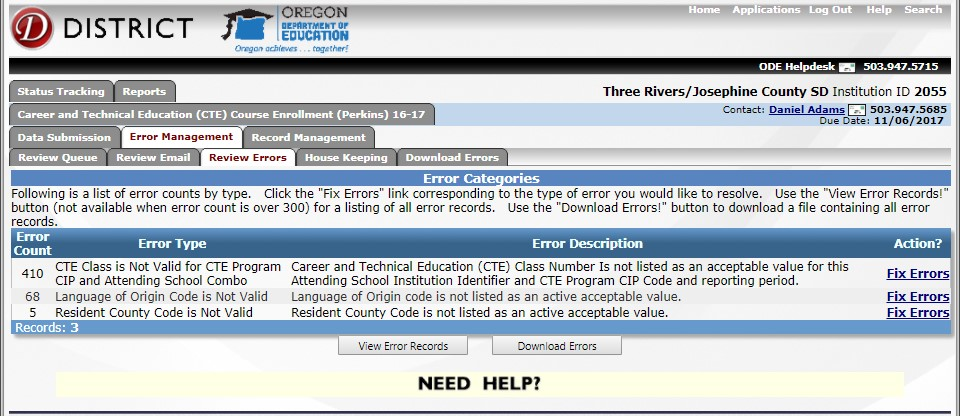 Home Applications Log Out Help Search
D DISTRICT
OREGON
DEPARTMENT OF
EDUCATION
Oregon achieves . . . together!
ODE Helpdesk 503.947.5715
Status Tracking Reports
Three Rivers/Josephine County SD Institution ID 2055
Career and Technical Education (CTE) Course Enrollment (Perkins) 16-17
Contact: Daniel Adams 503.947.5685
Due Date: 11/06/2017
Data Submission Error Management Record Management
Review Queue Review Email Review Errors House Keeping Download Errors
Error Categories
Following is a list of error counts by type. Click the "Fix Errors" link corresponding to the type of error you would like to resolve. Use the "View Error Records!"
button (not available when error count is over 300) for a listing of all error records. Use the "Download Errors!" button to download a file containing all error
records.
Error Count Error Type Error Description Action?
410 CTE Class is Not Valid for CTE Program Career and Technical Education (CTE) Class Number Is not listed as an acceptable value for this Fix Errors
CIP and Attending School Combo Attending School Institution Identifier and CTE Program CIP Code and reporting period.
68 Language of Origin Code is Not Valid Language of Origin code is not listed as an active acceptable value. Fix Errors
5 Resident County Code is Not Valid Resident County Code is not listed as an active acceptable value. Fix Errors
Records: 3
View Error Records Download Errors
NEED HELP?